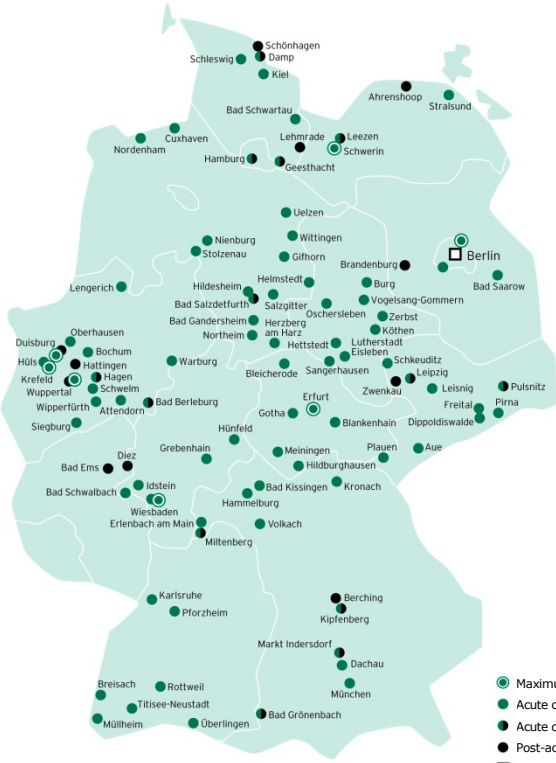 Schönhagen
Damp
Schleswig
Kiel
Ahrenshoop
Stralsund
Bad Schwartau
Cuxhaven
Nordenham
Lehmrade
Leezen
Schwerin
Hamburg
Geesthacht
Uelzen
Nienburg
Wittingen
Stolzenau
Gifhorn
Berlin
Brandenburg
Bad Saarow
Lengerich
Hildesheim
Helmstedt
Burg
Bad Salzdetfurth
Salzgitter
Vogelsang-Gommern
Oschersleben
Bad Gandersheim
Herzberg
am Harz
Zerbst
Köthen
Northeim
Oberhausen
Duisburg
Bochum
Hattingen
Hüls
Krefeld
Hagen
Wuppertal
Schwelm
Wipperfürth
Attendorn
Siegburg
Warburg
Bad Berleburg
Hettstedt
Lutherstadt
Eisleben
Sangerhausen
Bleicherode
Schkeuditz
Leipzig
Zwenkau
Leisnig
Pulsnitz
Freital
Pirna
Dippoldiswalde
Erfurt
Gotha
Blankenhain
Hünfeld
Plauen
Aue
Grebenhain
Meiningen
Hildburghausen
Diez
Bad Ems
Idstein
Bad Schwalbach
Wiesbaden
Bad Kissingen
Kronach
Hammelburg
Erlenbach am Main
Volkach
Miltenberg
Karlsruhe
Pforzheim
Berching
Kipfenberg
Markt Indersdorf
Dachau
München
Breisach
Rottweil
Titisee-Neustadt
Müllheim
Überlingen
Bad Grönenbach
Maximu
Acute c
Acute c
Post-ac